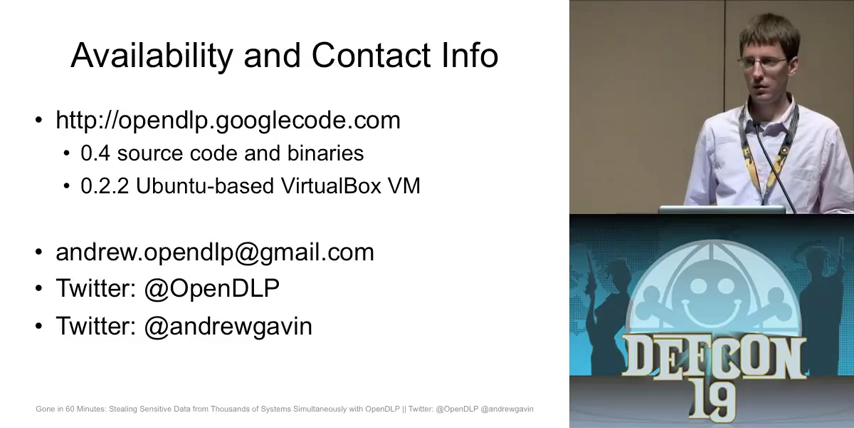 Availability and Contact Info
• http://opendlp.googlecode.com
• 0.4 source code and binaries
• 0.2.2 Ubuntu-based VirtualBox VM
• andrew.opendlp@gmail.com
• Twitter: @OpenDLP
• Twitter: @andrewgavin
Gone in 60 Minutes: Stealing Sensitive Data from Thousands of Systems Simultaneously with OpenDLP || Twitter: @OpenDLP @andrewgavin
DEFCON
19